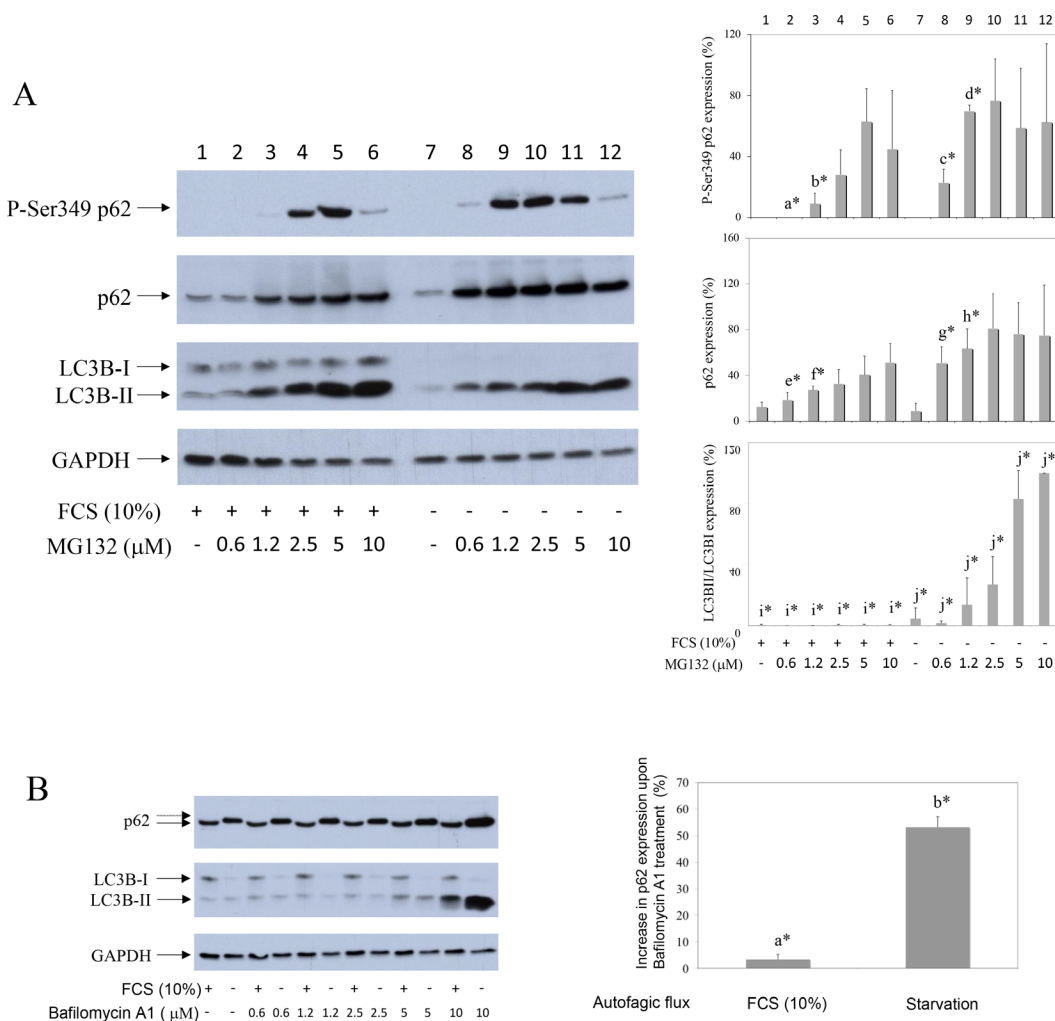 A
1 2 3 4 5 6 7 8 9 10 11 12
P-Ser349 p62
p62
LC3B-I
LC3B-II
GAPDH
FCS (10%) + + + + + + - - - - - -
MG132 (μM) - 0.6 1.2 2.5 5 10 - 0.6 1.2 2.5 5 10
1 2 3 4 5 6 7 8 9 10 11 12
P-Ser349 p62 expression (%)
120
80
40
0
a* b* c* d*
p62 expression (%)
160
120
80
40
0
e* f* g* h*
LC3BII/LC3BI expression (%)
130
80
40
0
i* i* i* i* i* i* j* j* j* j* j* j*
FCS (10%) + + + + + + - - - - - -
MG132 (μM) - 0.6 1.2 2.5 5 10 - 0.6 1.2 2.5 5 10
B
p62
LC3B-I
LC3B-II
GAPDH
FCS (10%) + - + - + - + - + - + -
Bafilomycin A1 ( μM) - - 0.6 0.6 1.2 1.2 2.5 2.5 5 5 10 10
Increase in p62 expression upon
Bafilomycin A1 treatment (%)
70
60
50
40
30
20
10
0
a* b*
Autofagic flux FCS (10%) Starvation